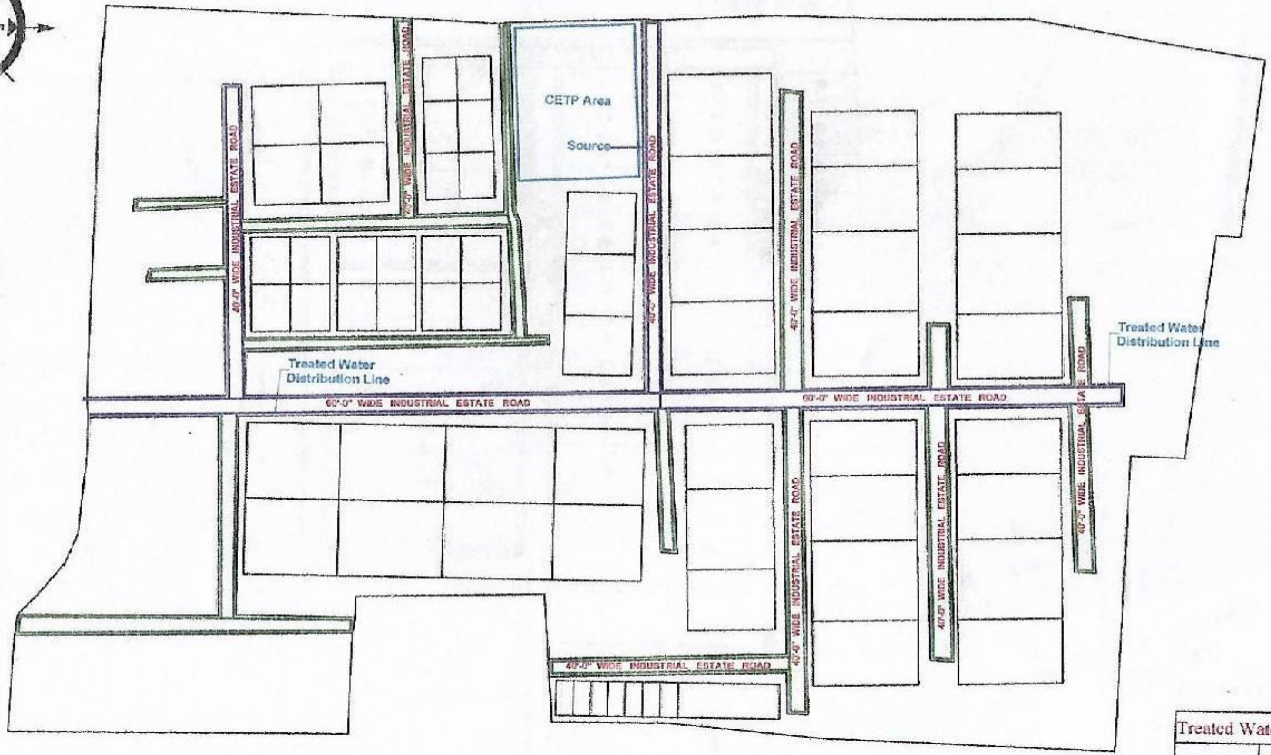 40'-0" WIDE INDUSTRIAL ESTATE ROAD
40'-0" WIDE INDUSTRIAL ESTATE ROAD
CETP Area
Source
40'-0" WIDE INDUSTRIAL ESTATE ROAD
40'-0" WIDE INDUSTRIAL ESTATE ROAD
Treated Water
Distribution Line
Treated Water
Distribution Line
60'-0" WIDE INDUSTRIAL ESTATE ROAD
60'-0" WIDE INDUSTRIAL ESTATE ROAD
40'-0" WIDE INDUSTRIAL ESTATE ROAD
40'-0" WIDE INDUSTRIAL ESTATE ROAD
40'-0" WIDE INDUSTRIAL ESTATE ROAD
40'-0" WIDE INDUSTRIAL ESTATE ROAD
Treated